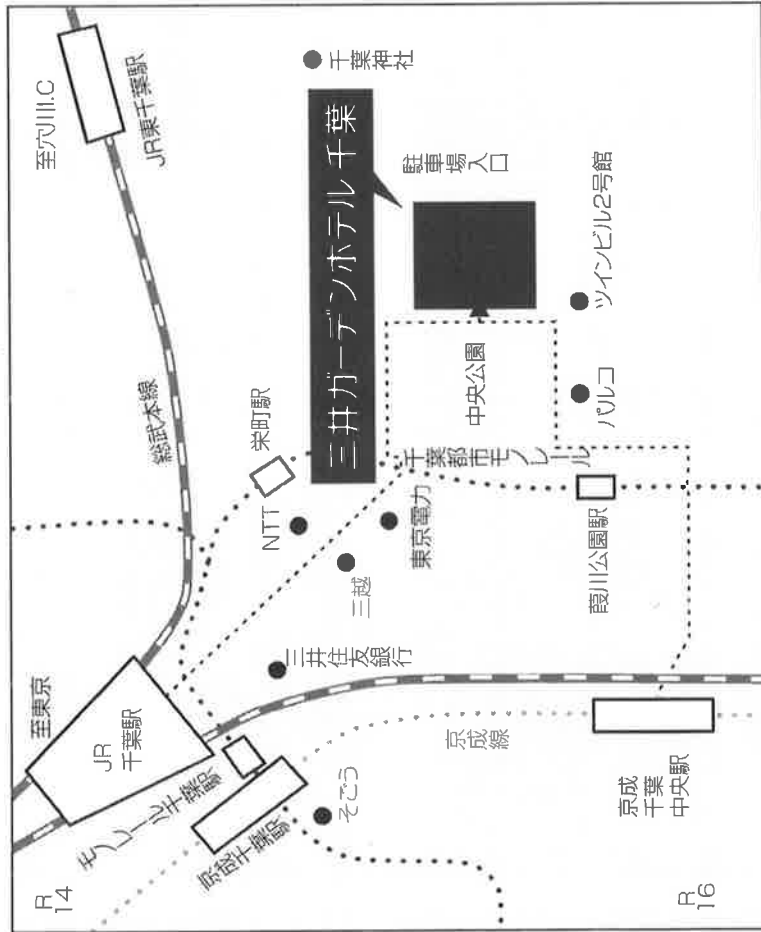 至穴川I.C
JR東千葉駅
千葉神社
三井ガーデンホテル 千葉
駐車場入口
ツインビル2号館
総武本線
栄町駅
中央公園
パルコ
千葉都市モノレール
NTT
東京電力
三越
葭川公園駅
三井住友銀行
至東京
JR
千葉駅
モノレール千葉駅
京成千葉駅
そごう
京成線
京成
千葉
中央駅
R
14
R
16